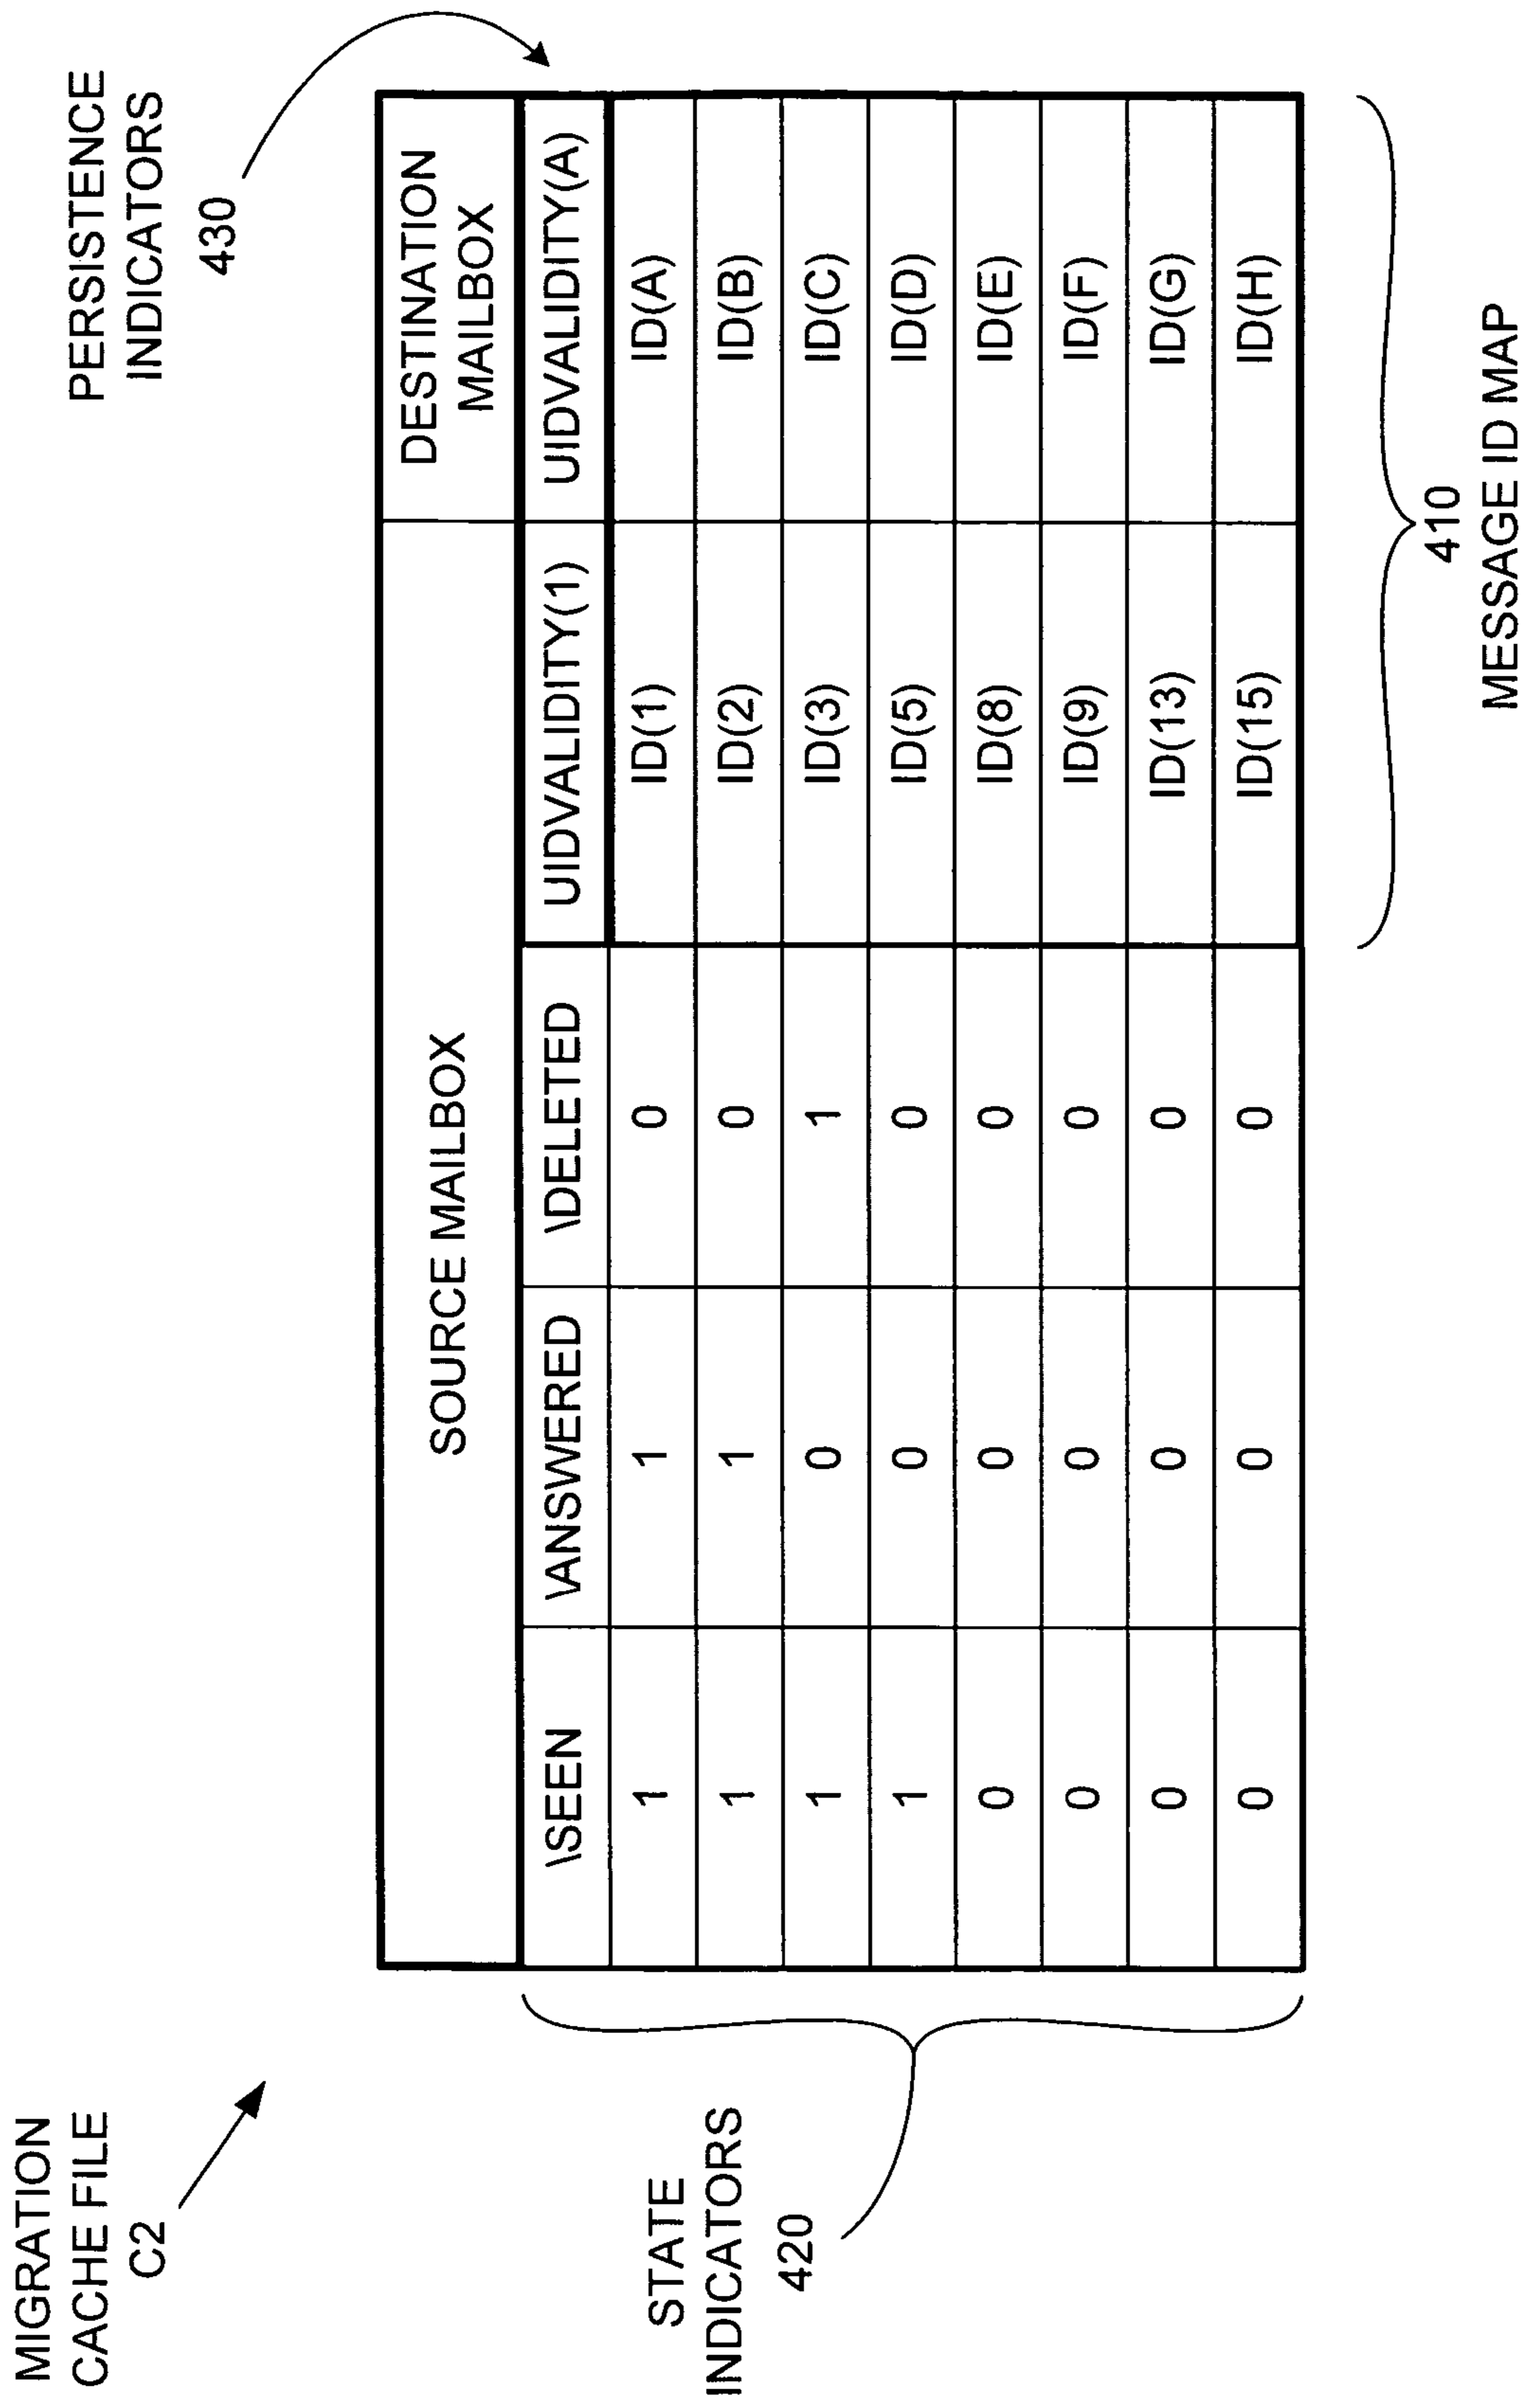 MIGRATION
CACHE FILE
C2
PERSISTENCE
INDICATORS
430
STATE
INDICATORS
420
SOURCE MAILBOX
DESTINATION
MAILBOX
\SEEN \ANSWERED \DELETED UIDVALIDITY(1) UIDVALIDITY(A)
1 1 0 ID(1) ID(A)
1 1 0 ID(2) ID(B)
1 0 1 ID(3) ID(C)
1 0 0 ID(5) ID(D)
0 0 0 ID(8) ID(E)
0 0 0 ID(9) ID(F)
0 0 0 ID(13) ID(G)
0 0 0 ID(15) ID(H)
410
MESSAGE ID MAP